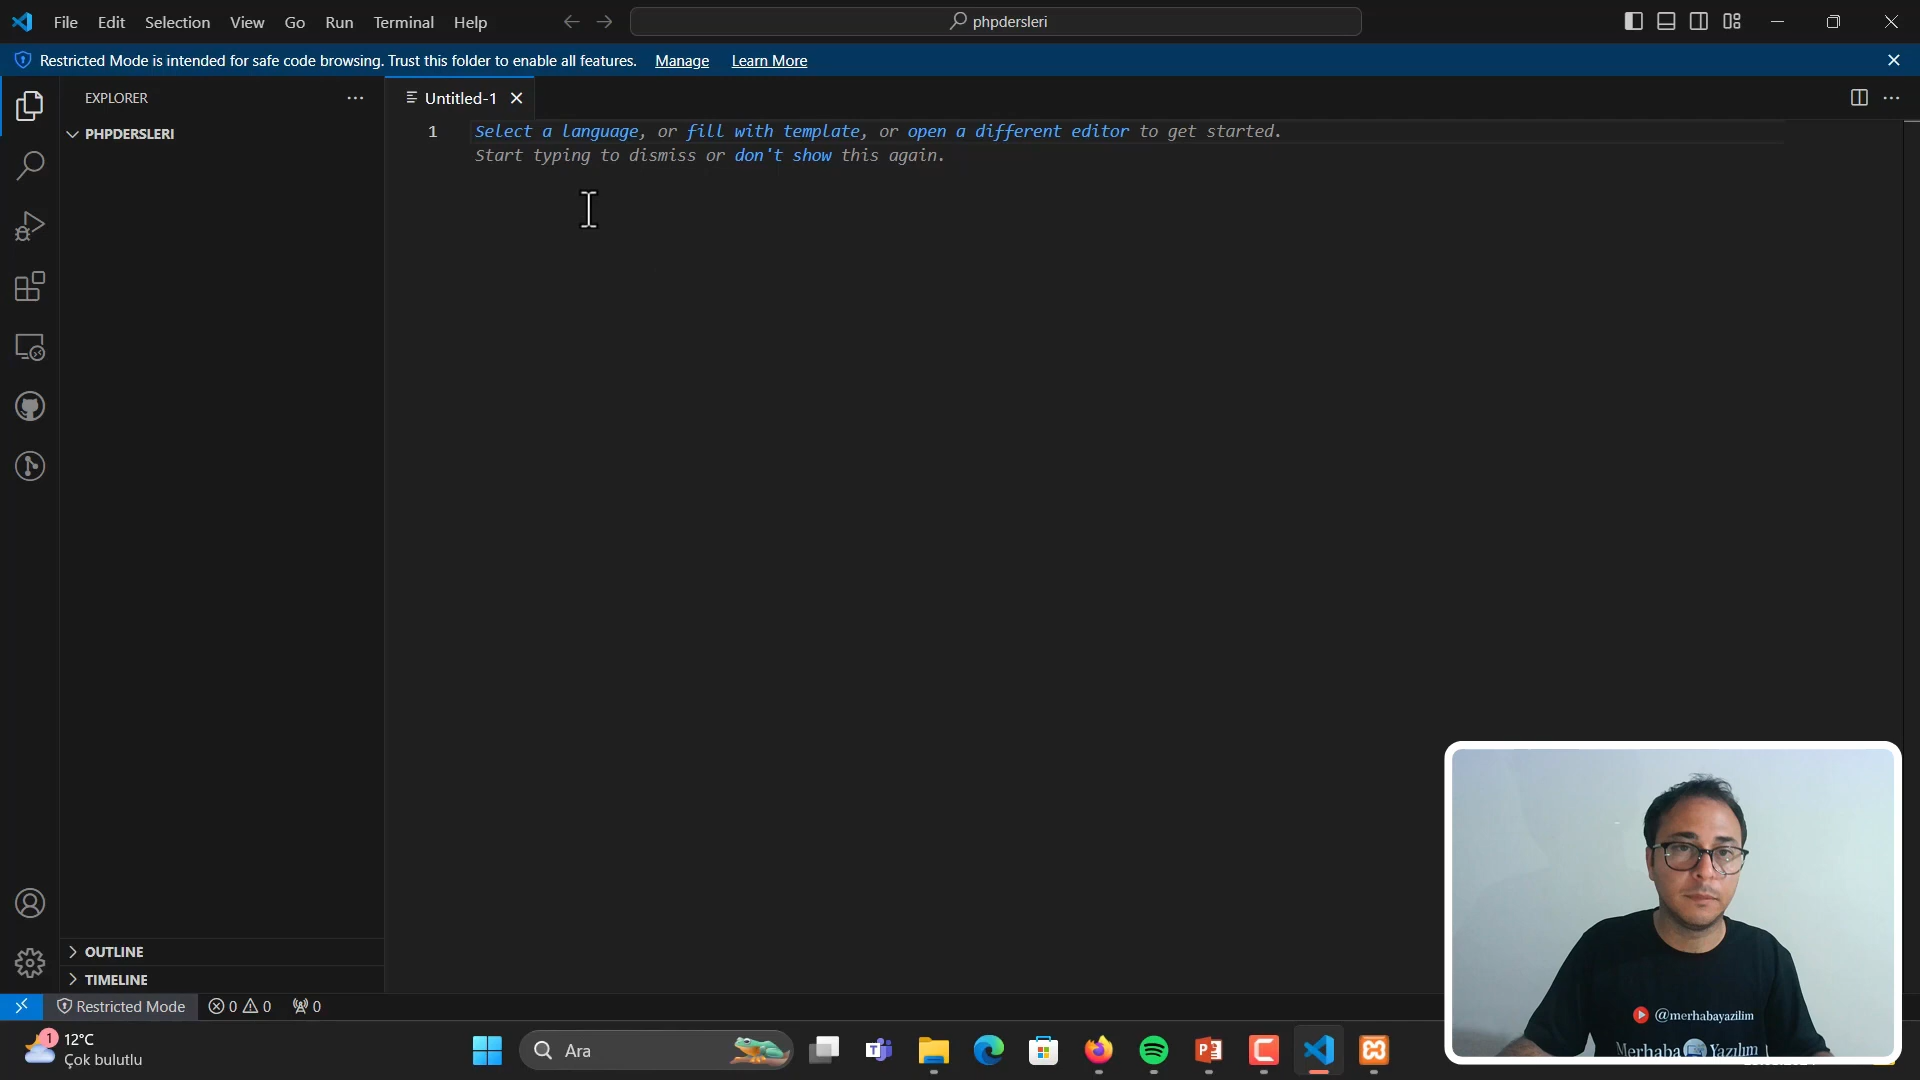 File Edit Selection View Go Run Terminal Help
phpdersleri
Restricted Mode is intended for safe code browsing. Trust this folder to enable all features. Manage Learn More
EXPLORER
Untitled-1
PHPDERSLERI
1
Select a language, or fill with template, or open a different editor to get started.
Start typing to dismiss or don't show this again.
OUTLINE
TIMELINE
Restricted Mode 0 0 0
1
12°C
Çok bulutlu
Ara
@merhabayazilim
Merhaba Yazılım